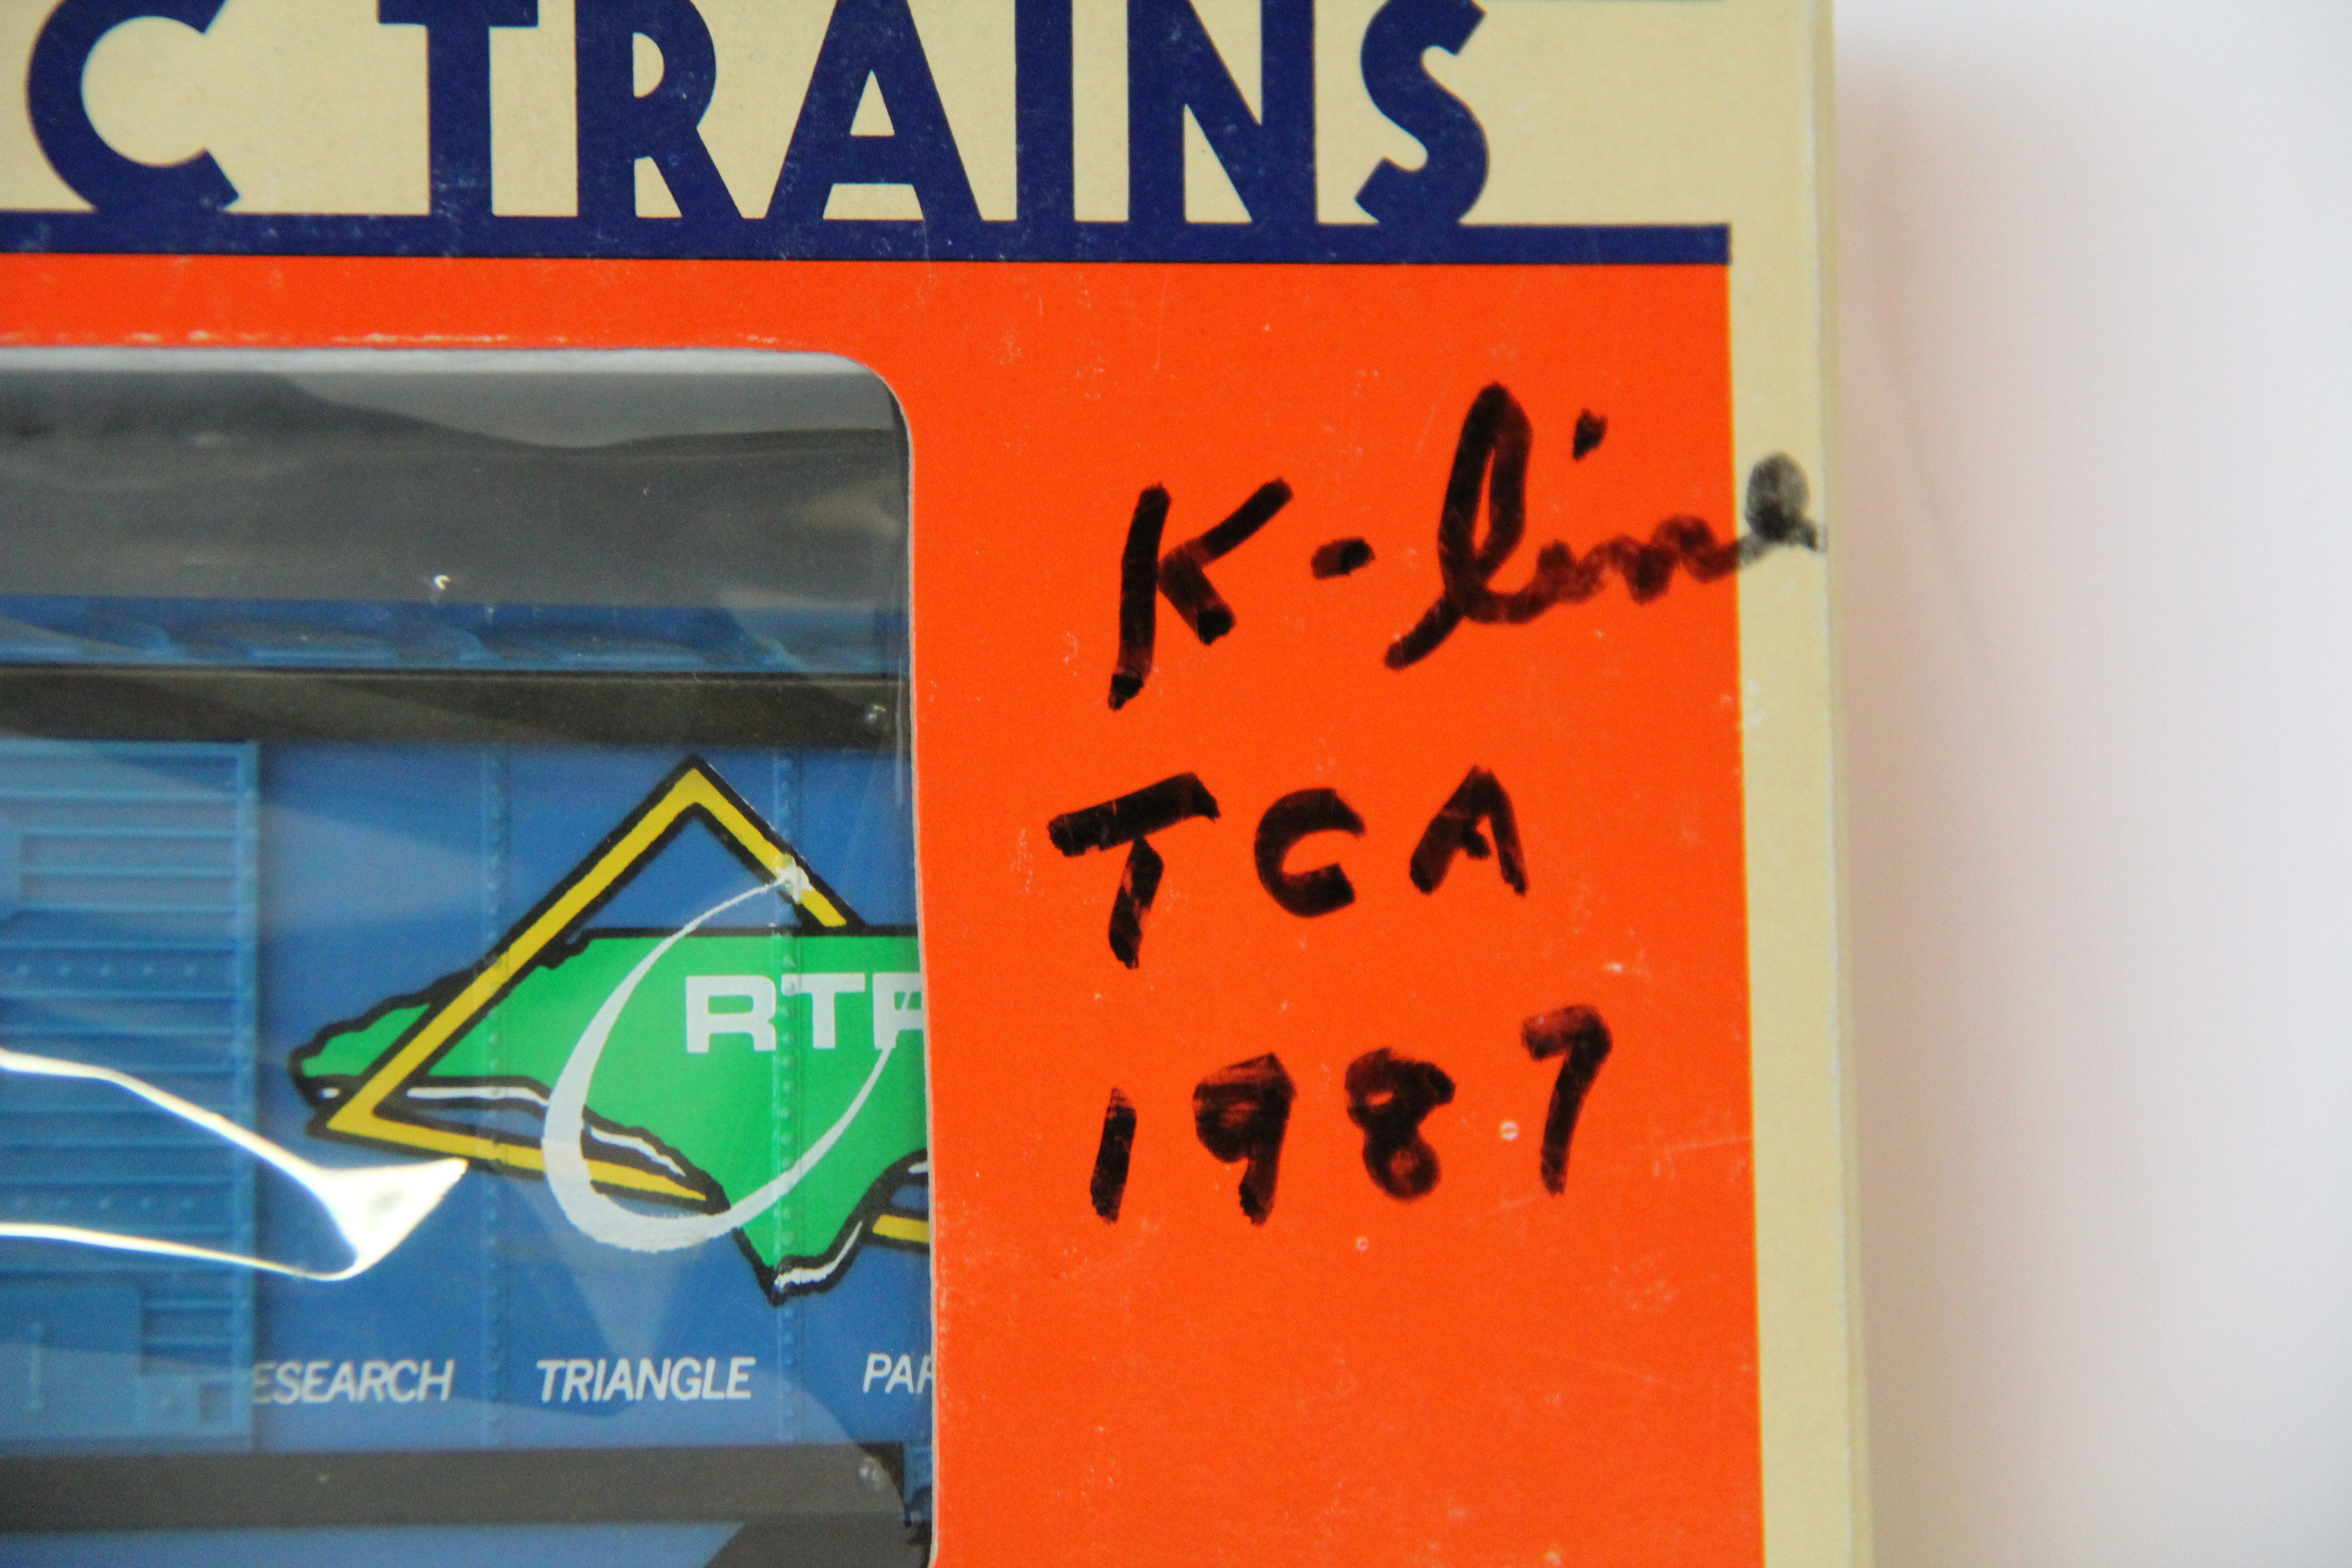 C TRAINS
K-line
TCA
1987
RTP
ESEARCH TRIANGLE PAR